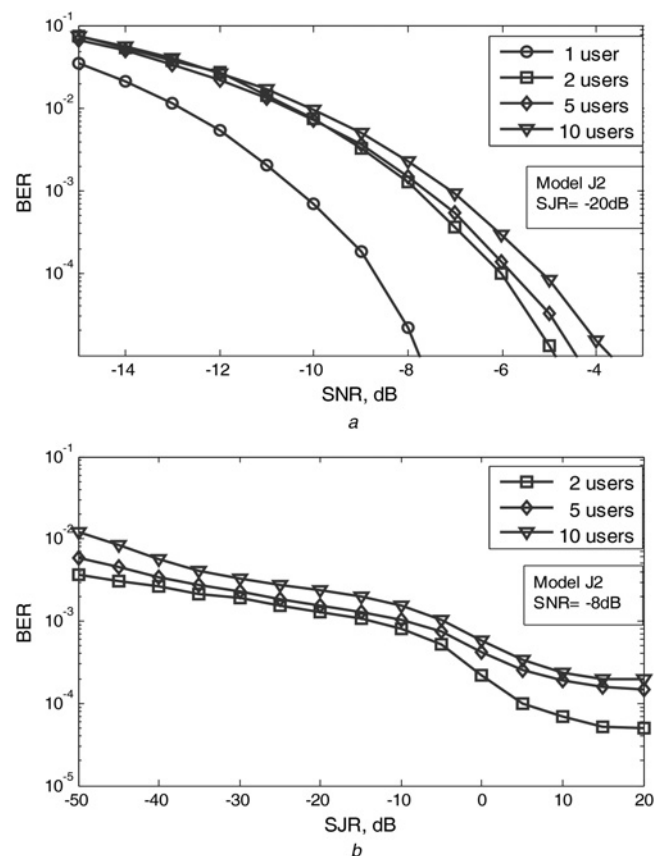 10^-1
10^-2
10^-3
10^-4
BER
1 user
2 users
5 users
10 users
Model J2
SJR= -20dB
-14 -12 -10 -8 -6 -4
SNR, dB
a
10^-1
10^-2
10^-3
10^-4
10^-5
BER
2 users
5 users
10 users
Model J2
SNR= -8dB
-50 -40 -30 -20 -10 0 10 20
SJR, dB
b